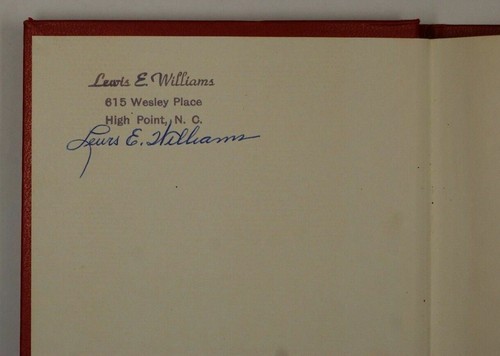 Lewis E. Williams
615 Wesley Place
High Point, N. C.
Lewis E. Williams